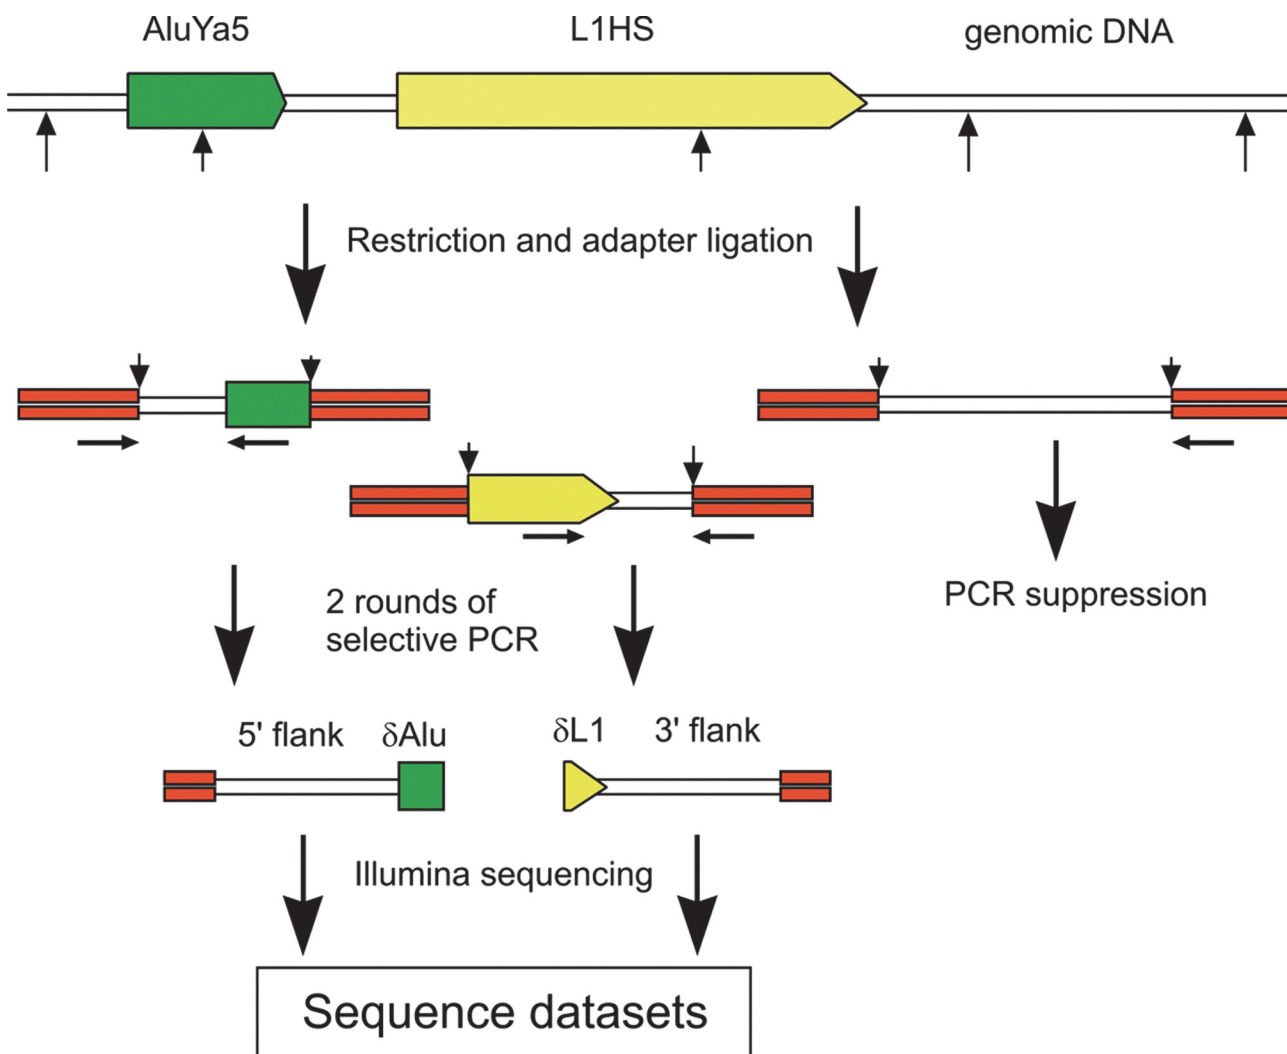 AluYa5
L1HS
genomic DNA
Restriction and adapter ligation
2 rounds of
selective PCR
PCR suppression
5' flank
δAlu
δL1
3' flank
Illumina sequencing
Sequence datasets